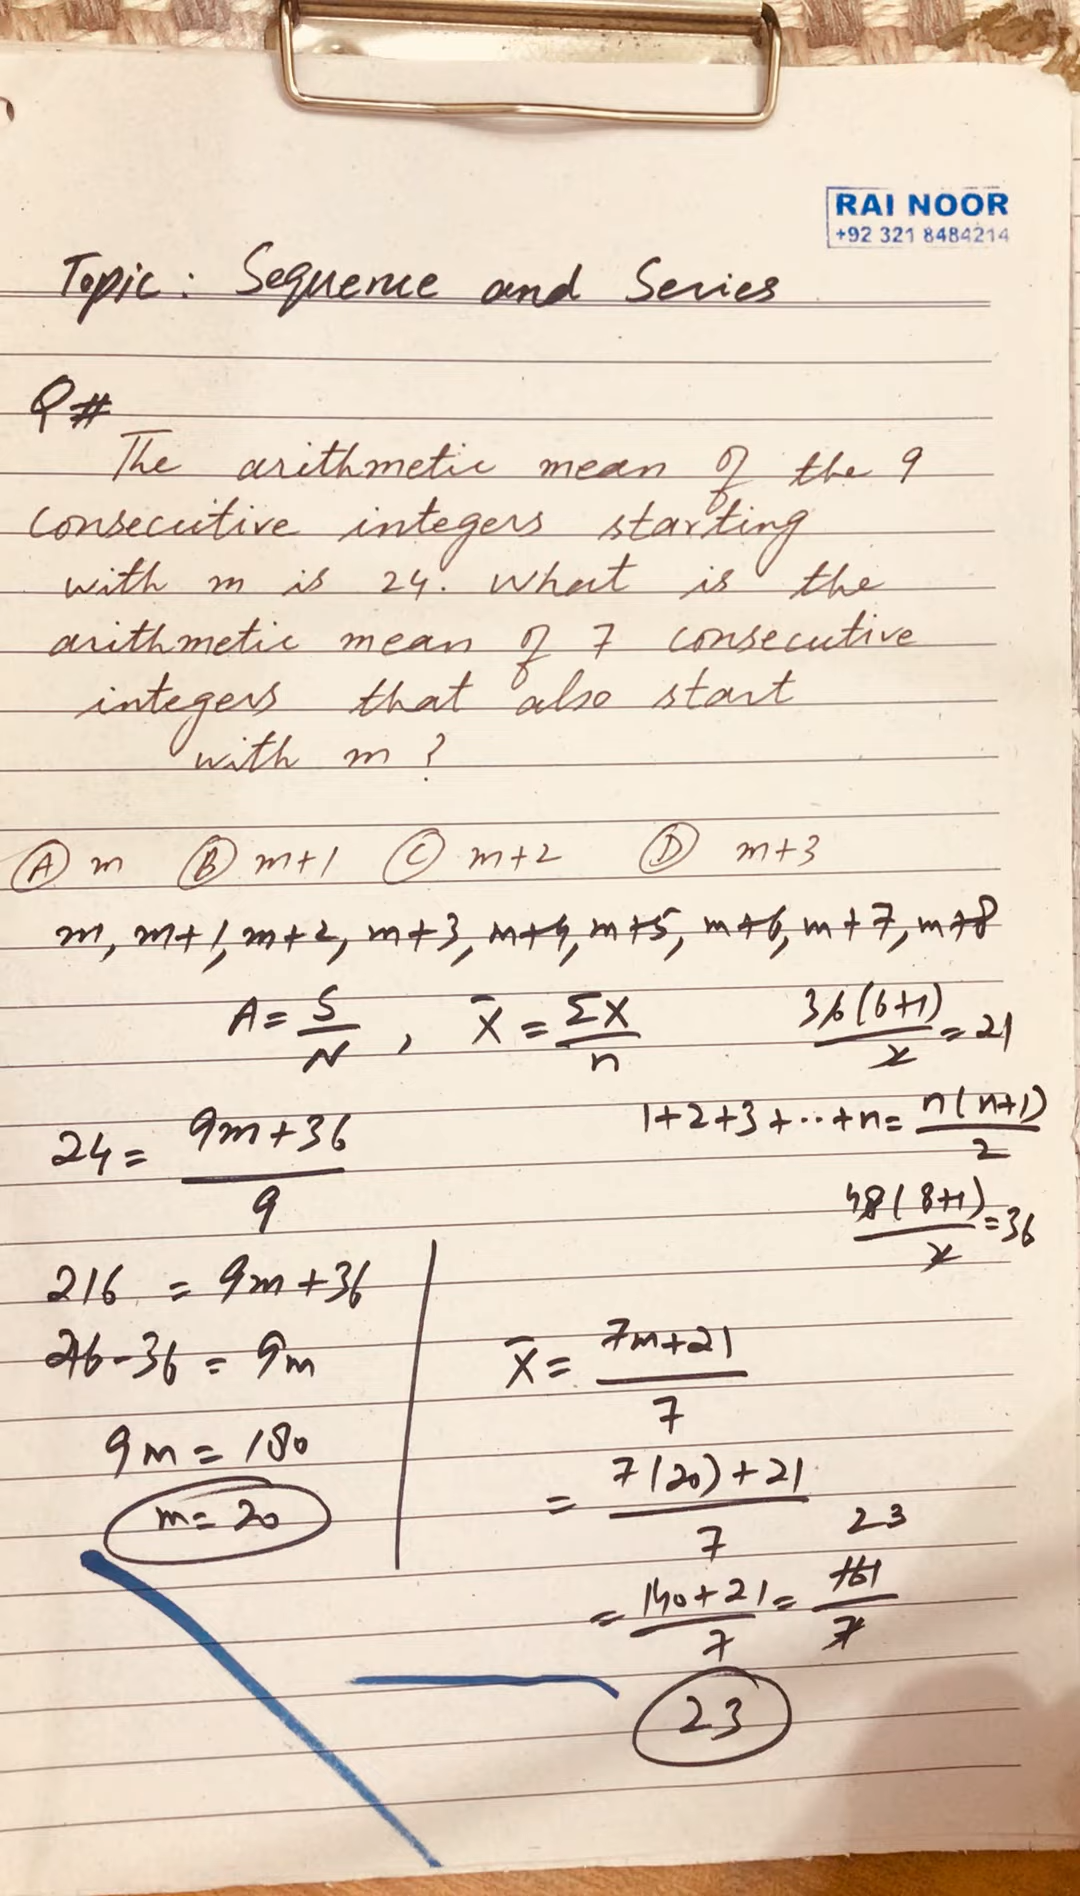 RAI NOOR
+92 321 8484214
Topic: Sequence and Series
Q#
The arithmetic mean of the 9
consecutive integers starting
with m is 24. What is the
arithmetic mean of 7 consecutive
integers that also start
with m?
(A) m (B) m+1 (C) m+2 (D) m+3
m, m+1, m+2, m+3, m+4, m+5, m+6, m+7, m+8
A = S/N , X̄ = ΣX/n
36(6+1)/2 = 21
1+2+3+...+n = n(n+1)/2
24 = (9m+36)/9
48(8+1)/2 = 36
216 = 9m+36
216-36 = 9m
9m = 180
m = 20
X̄ = (7m+21)/7
= (7(20)+21)/7
23
= (140+21)/7 = 161/7
23